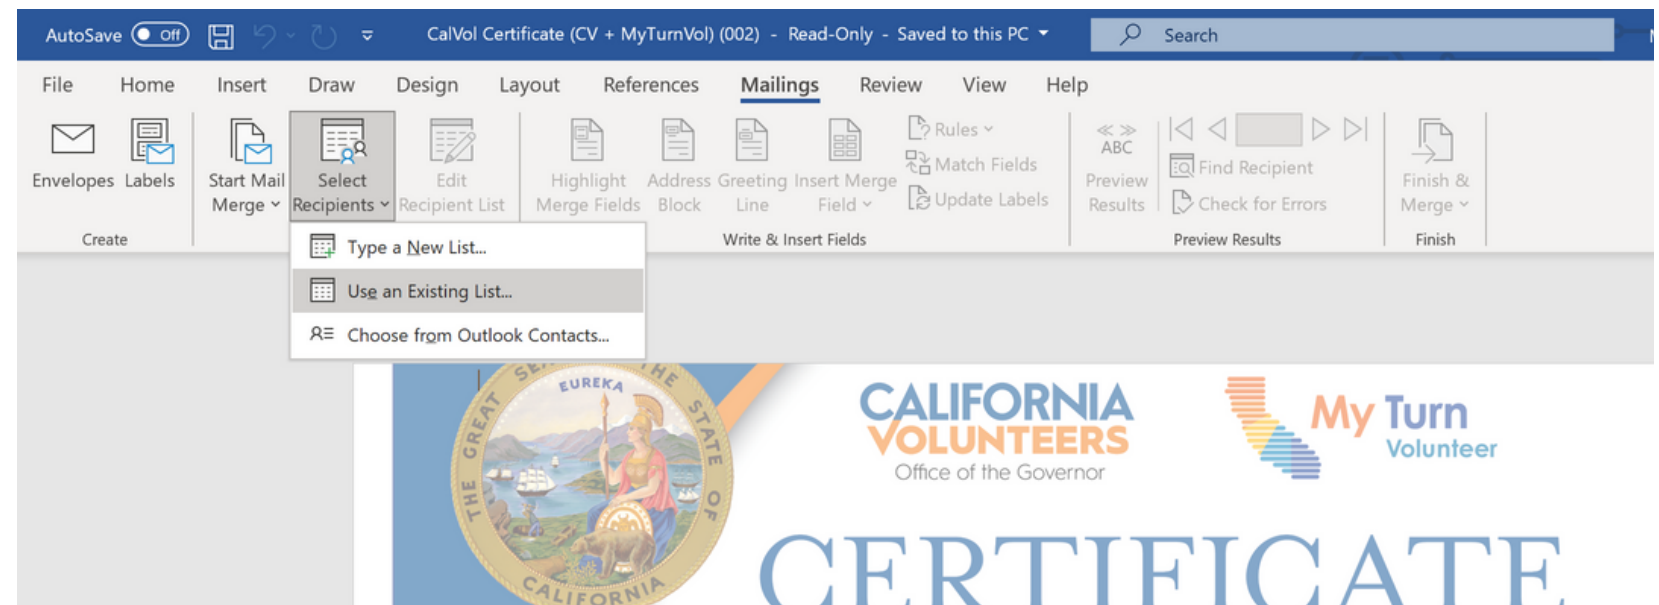 AutoSave Off CalVol Certificate (CV + MyTurnVol) (002) - Read-Only - Saved to this PC Search
File Home Insert Draw Design Layout References Mailings Review View Help
Envelopes
Labels
Start Mail
Merge
Select
Recipients
Edit
Recipient List
Highlight
Merge Fields
Address
Block
Greeting
Line
Insert Merge
Field
Rules
Match Fields
Update Labels
ABC
Preview
Results
Find Recipient
Check for Errors
Finish &
Merge
Create
Write & Insert Fields
Preview Results
Finish
Type a New List...
Use an Existing List...
Choose from Outlook Contacts...
THE GREAT SEAL OF THE STATE OF CALIFORNIA
EUREKA
CALIFORNIA
VOLUNTEERS
Office of the Governor
My Turn
Volunteer
CERTIFICATE